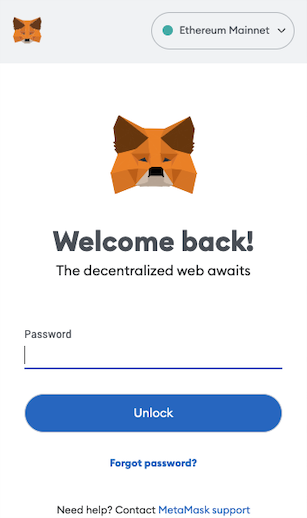 Ethereum Mainnet
Welcome back!
The decentralized web awaits
Password
Unlock
Forgot password?
Need help? Contact MetaMask support